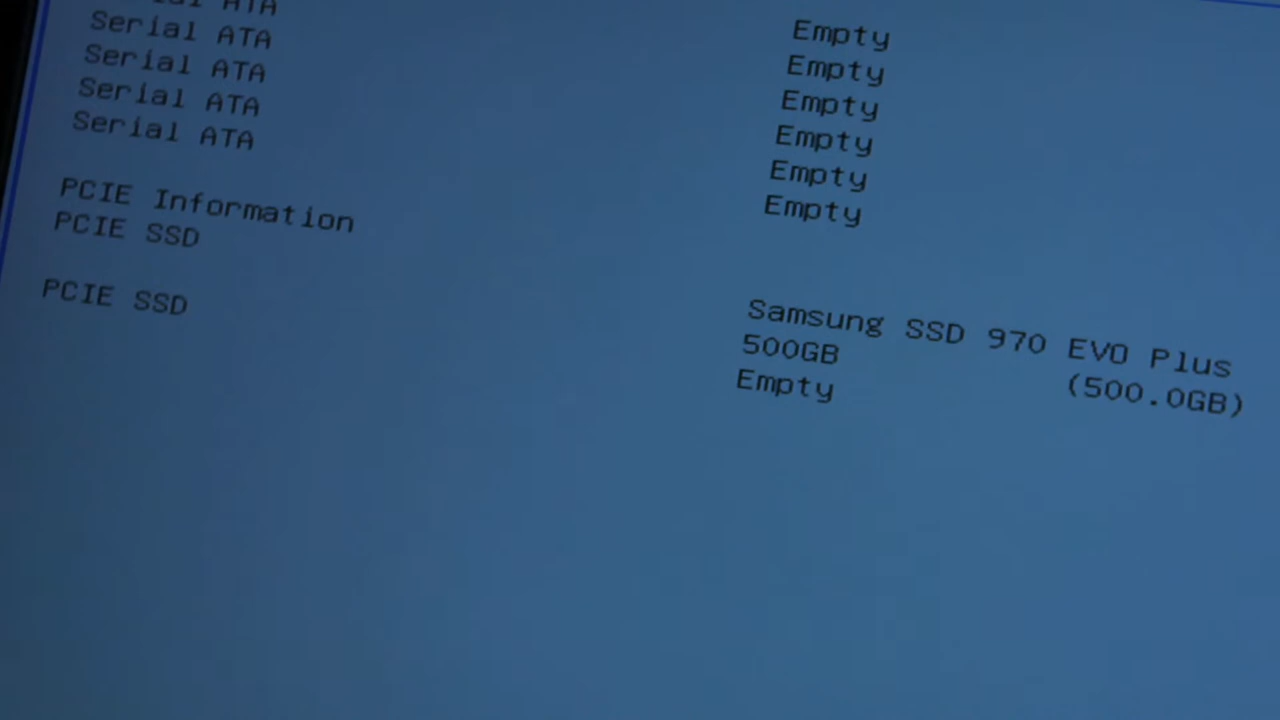 Empty
ATA Empty
Serial ATA Empty
Serial ATA Empty
Serial ATA Empty
Serial ATA Empty
PCIE Information
PCIE SSD Samsung SSD 970 EVO Plus
500GB (500.0GB)
PCIE SSD Empty